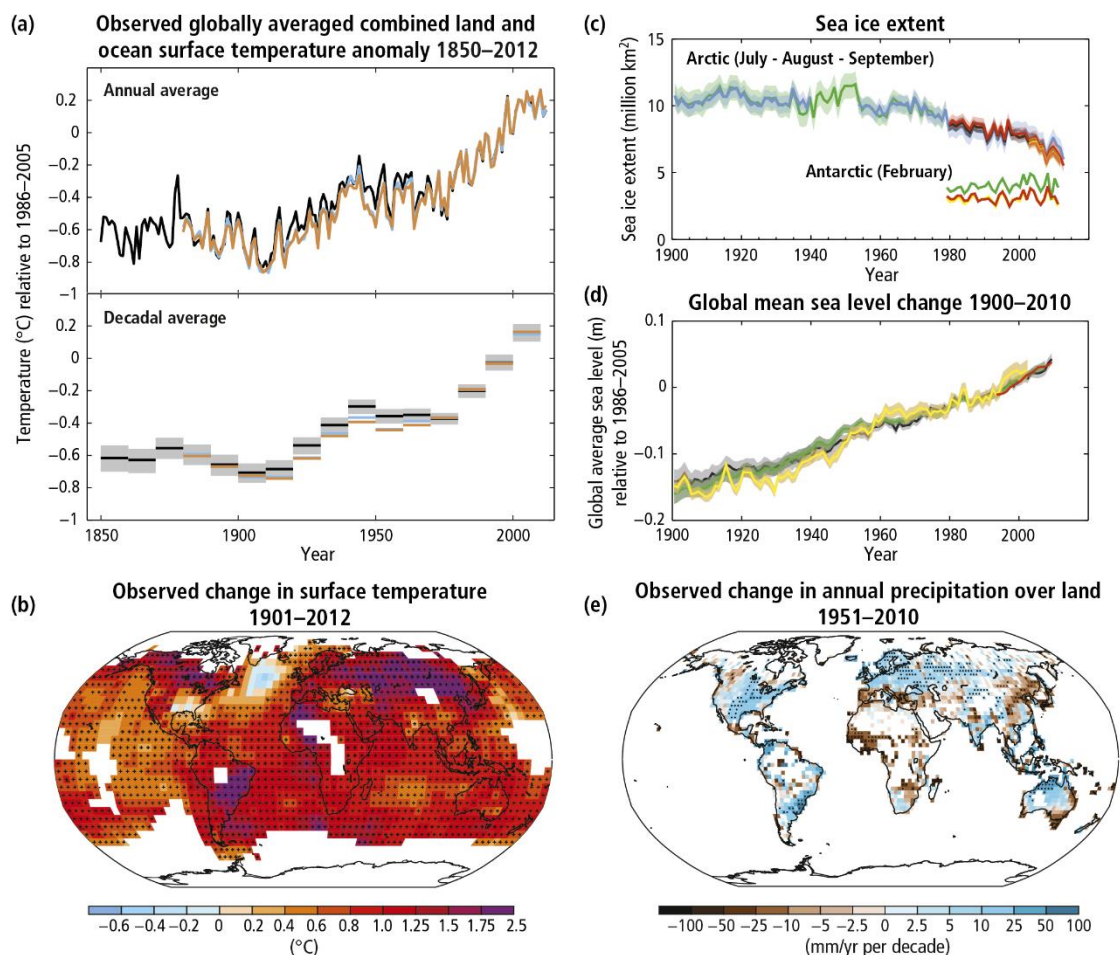 (a)
Observed globally averaged combined land and
ocean surface temperature anomaly 1850–2012
Annual average
0.2
0
−0.2
−0.4
−0.6
−0.8
−1
Decadal average
0.2
0
−0.2
−0.4
−0.6
−0.8
−1
Temperature (°C) relative to 1986–2005
1850
1900
1950
2000
Year
(b)
Observed change in surface temperature
1901–2012
−0.6
−0.4
−0.2
0
0.2
0.4
0.6
0.8
1.0
1.25
1.5
1.75
2.5
(°C)
(c)
Sea ice extent
Arctic (July - August - September)
Antarctic (February)
15
10
5
0
Sea ice extent (million km²)
1900
1920
1940
1960
1980
2000
Year
(d)
Global mean sea level change 1900–2010
0.1
0
−0.1
−0.2
Global average sea level (m)
relative to 1986–2005
1900
1920
1940
1960
1980
2000
Year
(e)
Observed change in annual precipitation over land
1951–2010
−100
−50
−25
−10
−5
−2.5
0
2.5
5
10
25
50
100
(mm/yr per decade)